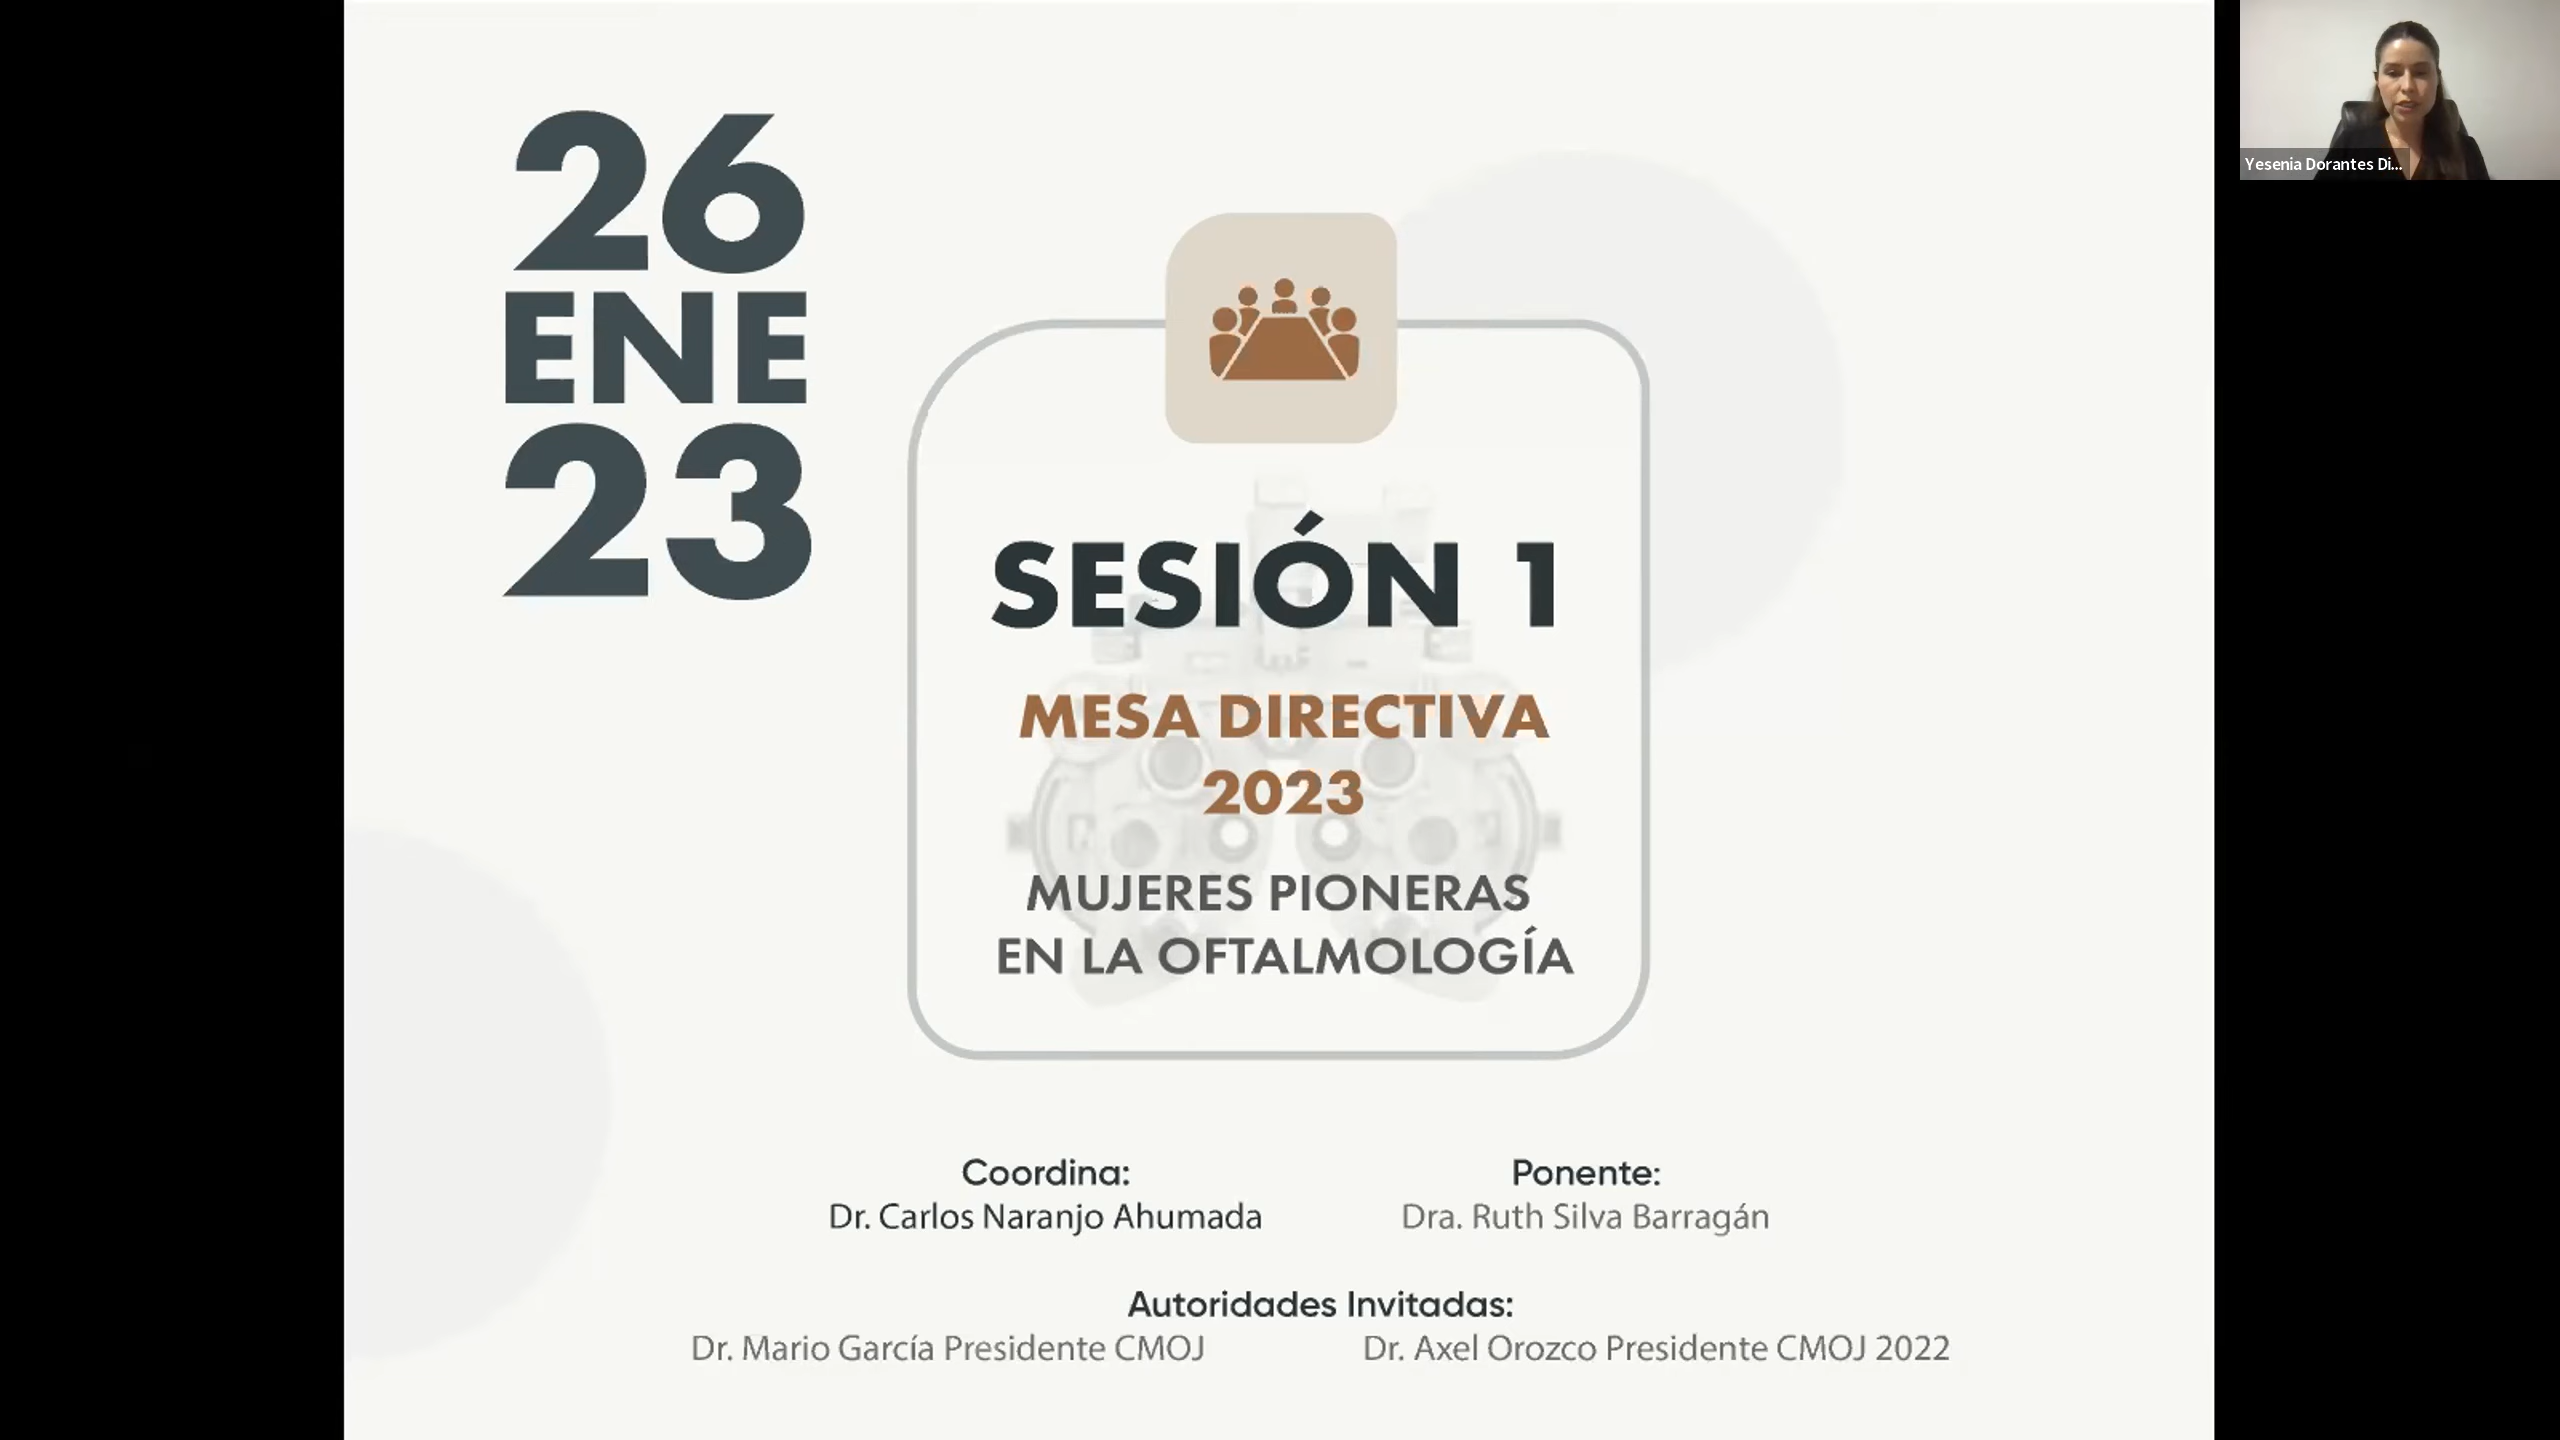 26
ENE
23
SESIÓN 1
MESA DIRECTIVA
2023
MUJERES PIONERAS
EN LA OFTALMOLOGÍA
Coordina:
Dr. Carlos Naranjo Ahumada
Ponente:
Dra. Ruth Silva Barragán
Autoridades Invitadas:
Dr. Mario García Presidente CMOJ
Dr. Axel Orozco Presidente CMOJ 2022
Yesenia Dorantes Di...